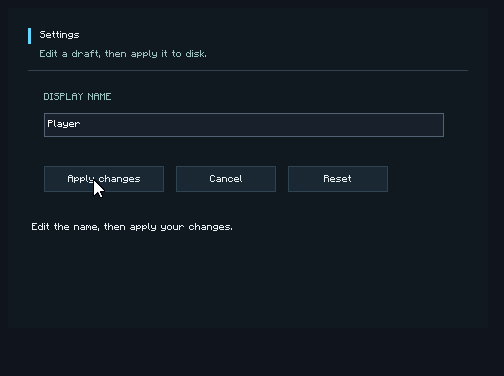 Settings
Edit a draft, then apply it to disk.
DISPLAY NAME
Player
Apply changes
Cancel
Reset
Edit the name, then apply your changes.